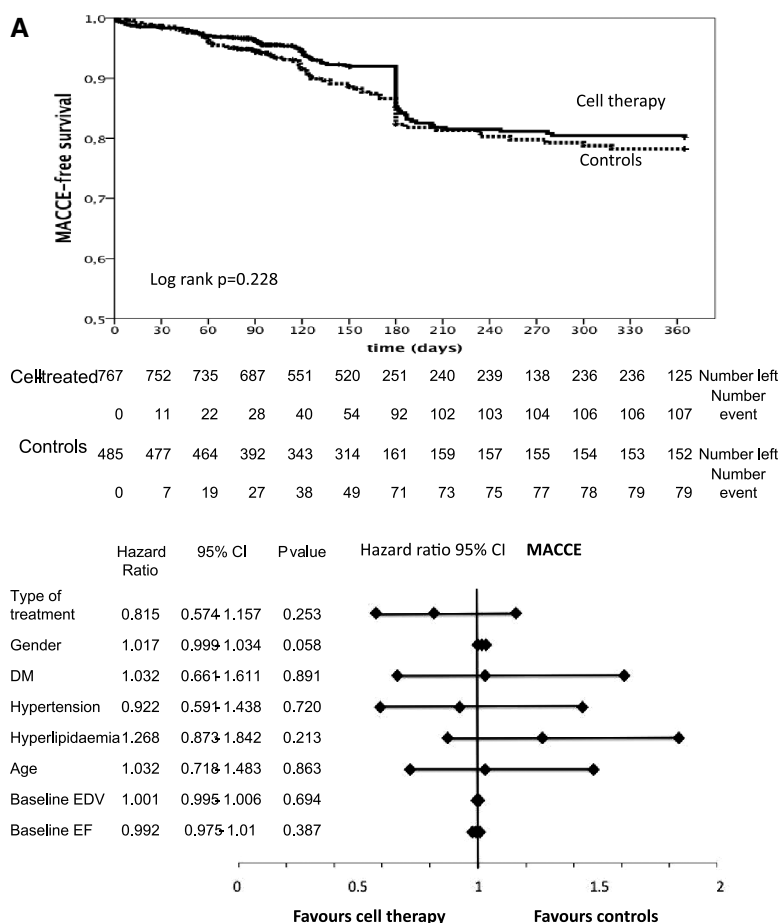 A
1,0
0,9
0,8
0,7
0,6
0,5
MACCE-free survival
Cell therapy
Controls
Log rank p=0.228
0 30 60 90 120 150 180 210 240 270 300 330 360
time (days)
Cell-treated 767 752 735 687 551 520 251 240 239 138 236 236 125 Number left
0 11 22 28 40 54 92 102 103 104 106 106 107 Number event
Controls 485 477 464 392 343 314 161 159 157 155 154 153 152 Number left
0 7 19 27 38 49 71 73 75 77 78 79 79 Number event
Hazard Ratio 95% CI P value Hazard ratio 95% CI MACCE
Type of treatment 0.815 0.574-1.157 0.253
Gender 1.017 0.999-1.034 0.058
DM 1.032 0.661-1.611 0.891
Hypertension 0.922 0.591-1.438 0.720
Hyperlipidaemia 1.268 0.873-1.842 0.213
Age 1.032 0.718-1.483 0.863
Baseline EDV 1.001 0.995-1.006 0.694
Baseline EF 0.992 0.975-1.01 0.387
0 0.5 1 1.5 2
Favours cell therapy Favours controls